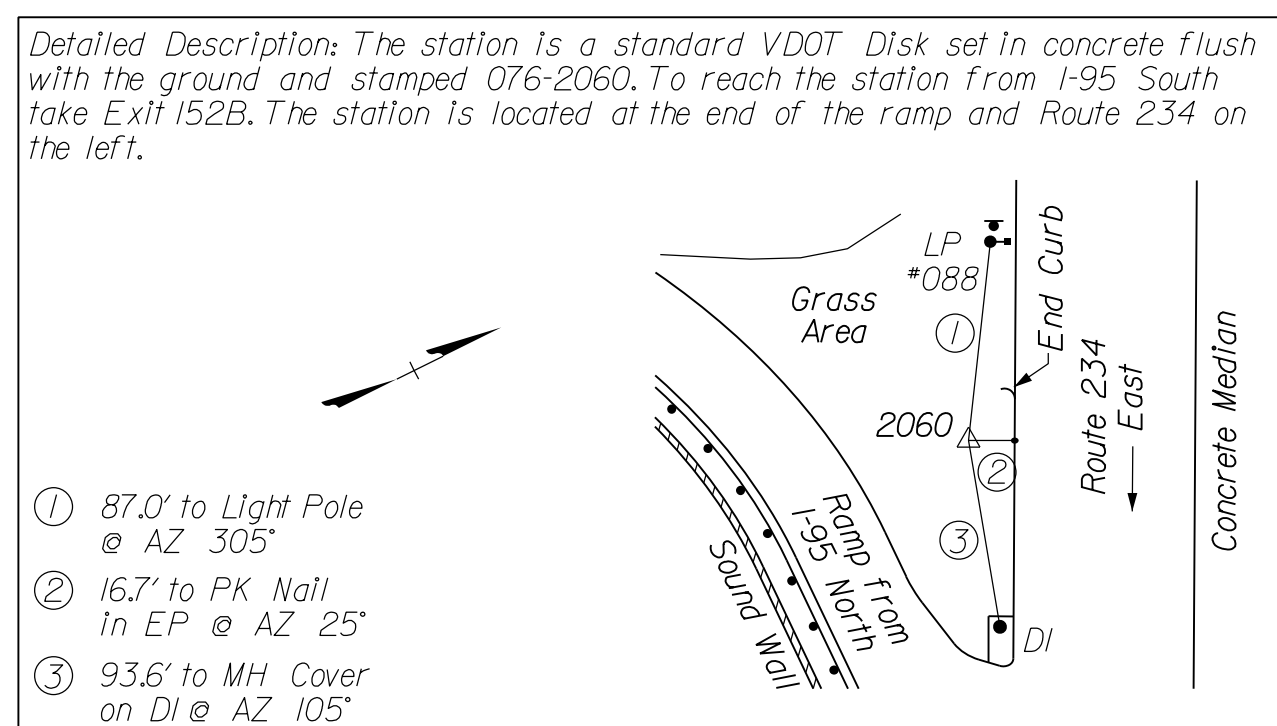 Detailed Description: The station is a standard VDOT Disk set in concrete flush
with the ground and stamped 076-2060. To reach the station from I-95 South
take Exit 152B. The station is located at the end of the ramp and Route 234 on
the left.
LP
#088
End Curb
Grass
Area
1
Route 234
East
Concrete Median
2060
2
3
Ramp from
I-95 North
Sound Wall
DI
1 87.0' to Light Pole
@ AZ 305°
2 16.7' to PK Nail
in EP @ AZ 25°
3 93.6' to MH Cover
on DI @ AZ 105°